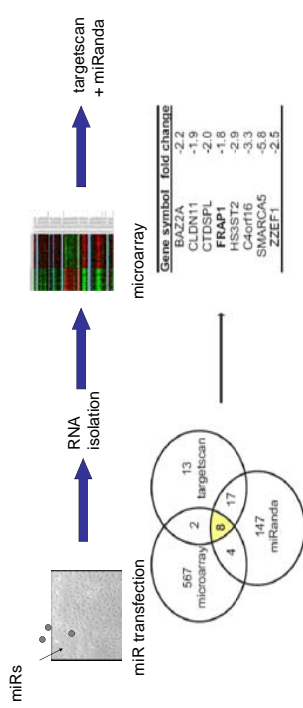 miRs
miR transfection
RNA
isolation
microarray
targetscan
+ miRanda
567
microarray
2
13
targetscan
8
4
17
147
miRanda
Gene symbol fold change
BAZ2A -2.2
CLDN11 -1.9
CTDSPL -2.0
FRAP1 -1.8
HS3ST2 -2.9
C4orf16 -3.3
SMARCA5 -5.8
ZZEF1 -2.5